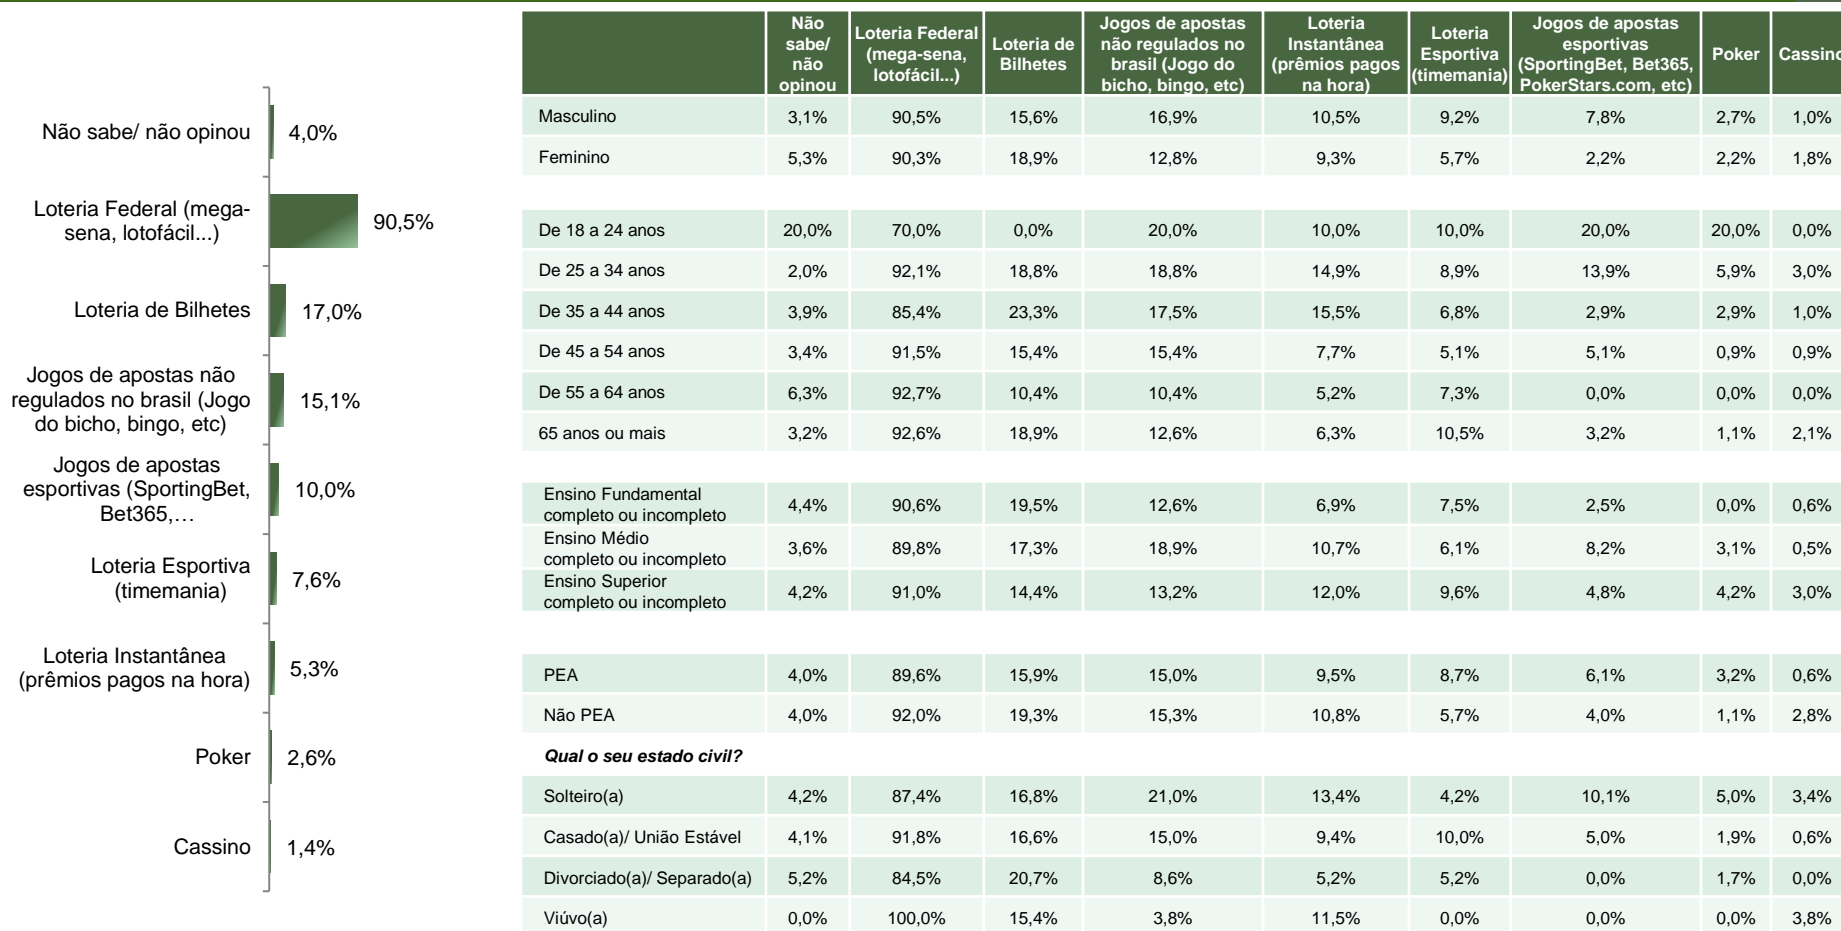 Não sabe/ não opinou
4,0%
Loteria Federal (mega-
sena, lotofácil...)
90,5%
Loteria de Bilhetes
17,0%
Jogos de apostas não
regulados no brasil (Jogo
do bicho, bingo, etc)
15,1%
Jogos de apostas
esportivas (SportingBet,
Bet365,…
10,0%
Loteria Esportiva
(timemania)
7,6%
Loteria Instantânea
(prêmios pagos na hora)
5,3%
Poker
2,6%
Cassino
1,4%
Não
sabe/
não
opinou
Loteria Federal
(mega-sena,
lotofácil...)
Loteria de
Bilhetes
Jogos de apostas
não regulados no
brasil (Jogo do
bicho, bingo, etc)
Loteria
Instantânea
(prêmios pagos
na hora)
Loteria
Esportiva
(timemania)
Jogos de apostas
esportivas
(SportingBet, Bet365,
PokerStars.com, etc)
Poker
Cassino
Masculino 3,1% 90,5% 15,6% 16,9% 10,5% 9,2% 7,8% 2,7% 1,0%
Feminino 5,3% 90,3% 18,9% 12,8% 9,3% 5,7% 2,2% 2,2% 1,8%
De 18 a 24 anos 20,0% 70,0% 0,0% 20,0% 10,0% 10,0% 20,0% 20,0% 0,0%
De 25 a 34 anos 2,0% 92,1% 18,8% 18,8% 14,9% 8,9% 13,9% 5,9% 3,0%
De 35 a 44 anos 3,9% 85,4% 23,3% 17,5% 15,5% 6,8% 2,9% 2,9% 1,0%
De 45 a 54 anos 3,4% 91,5% 15,4% 15,4% 7,7% 5,1% 5,1% 0,9% 0,9%
De 55 a 64 anos 6,3% 92,7% 10,4% 10,4% 5,2% 7,3% 0,0% 0,0% 0,0%
65 anos ou mais 3,2% 92,6% 18,9% 12,6% 6,3% 10,5% 3,2% 1,1% 2,1%
Ensino Fundamental
completo ou incompleto 4,4% 90,6% 19,5% 12,6% 6,9% 7,5% 2,5% 0,0% 0,6%
Ensino Médio
completo ou incompleto 3,6% 89,8% 17,3% 18,9% 10,7% 6,1% 8,2% 3,1% 0,5%
Ensino Superior
completo ou incompleto 4,2% 91,0% 14,4% 13,2% 12,0% 9,6% 4,8% 4,2% 3,0%
PEA 4,0% 89,6% 15,9% 15,0% 9,5% 8,7% 6,1% 3,2% 0,6%
Não PEA 4,0% 92,0% 19,3% 15,3% 10,8% 5,7% 4,0% 1,1% 2,8%
Qual o seu estado civil?
Solteiro(a) 4,2% 87,4% 16,8% 21,0% 13,4% 4,2% 10,1% 5,0% 3,4%
Casado(a)/ União Estável 4,1% 91,8% 16,6% 15,0% 9,4% 10,0% 5,0% 1,9% 0,6%
Divorciado(a)/ Separado(a) 5,2% 84,5% 20,7% 8,6% 5,2% 5,2% 0,0% 1,7% 0,0%
Viúvo(a) 0,0% 100,0% 15,4% 3,8% 11,5% 0,0% 0,0% 0,0% 3,8%